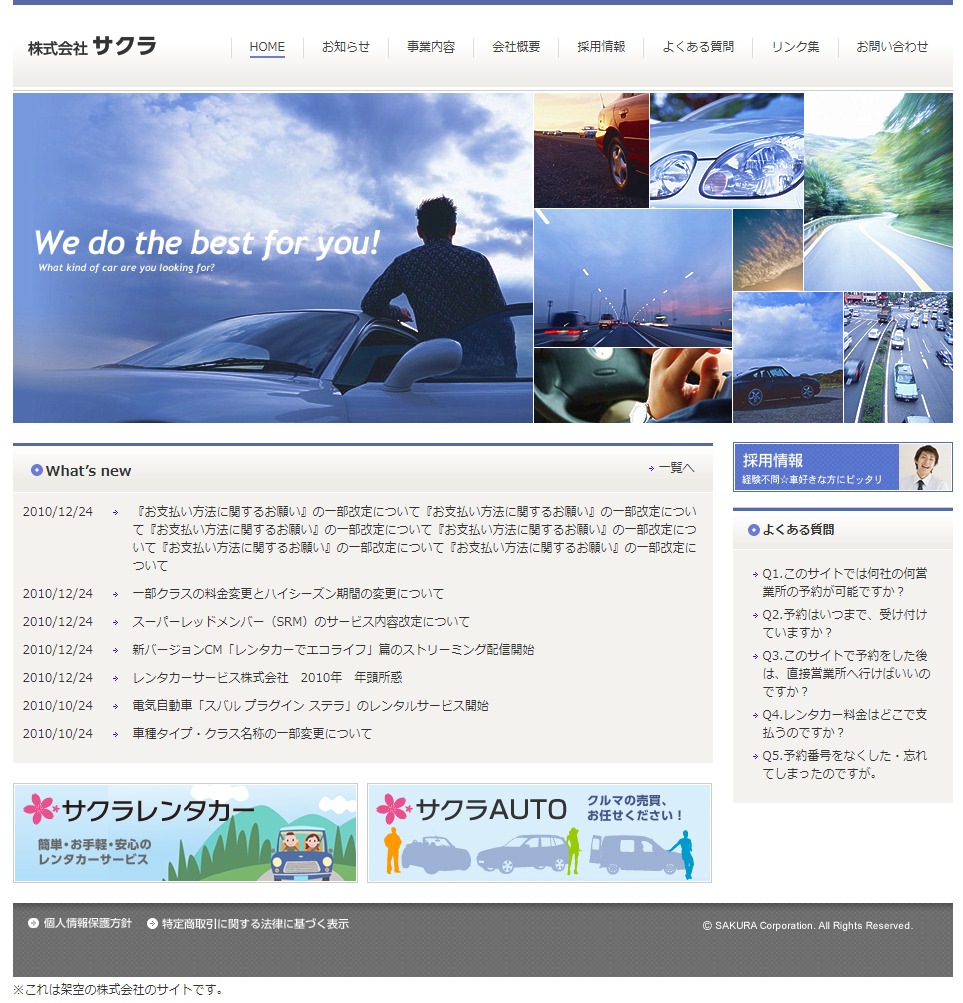 株式会社 サクラ
HOME
お知らせ
事業内容
会社概要
採用情報
よくある質問
リンク集
お問い合わせ
We do the best for you!
What kind of car are you looking for?
What's new
一覧へ
2010/12/24 『お支払い方法に関するお願い』の一部改定について『お支払い方法に関するお願い』の一部改定につい
て『お支払い方法に関するお願い』の一部改定について『お支払い方法に関するお願い』の一部改定につ
いて『お支払い方法に関するお願い』の一部改定について『お支払い方法に関するお願い』の一部改定に
ついて
2010/12/24 一部クラスの料金変更とハイシーズン期間の変更について
2010/12/24 スーパーレッドメンバー（SRM）のサービス内容改定について
2010/12/24 新バージョンCM「レンタカーでエコライフ」篇のストリーミング配信開始
2010/12/24 レンタカーサービス株式会社　2010年　年頭所感
2010/10/24 電気自動車「スバル プラグイン ステラ」のレンタルサービス開始
2010/10/24 車種タイプ・クラス名称の一部変更について
採用情報
経験不問☆車好きな方にピッタリ
よくある質問
Q1.このサイトでは何社の何営
業所の予約が可能ですか？
Q2.予約はいつまで、受け付け
ていますか？
Q3.このサイトで予約をした後
は、直接営業所へ行けばいいの
ですか？
Q4.レンタカー料金はどこで支
払うのですか？
Q5.予約番号をなくした・忘れ
てしまったのですが。
サクラレンタカー
簡単・お手軽・安心の
レンタカーサービス
サクラAUTO
クルマの売買、
お任せください！
個人情報保護方針
特定商取引に関する法律に基づく表示
© SAKURA Corporation. All Rights Reserved.
※これは架空の株式会社のサイトです。